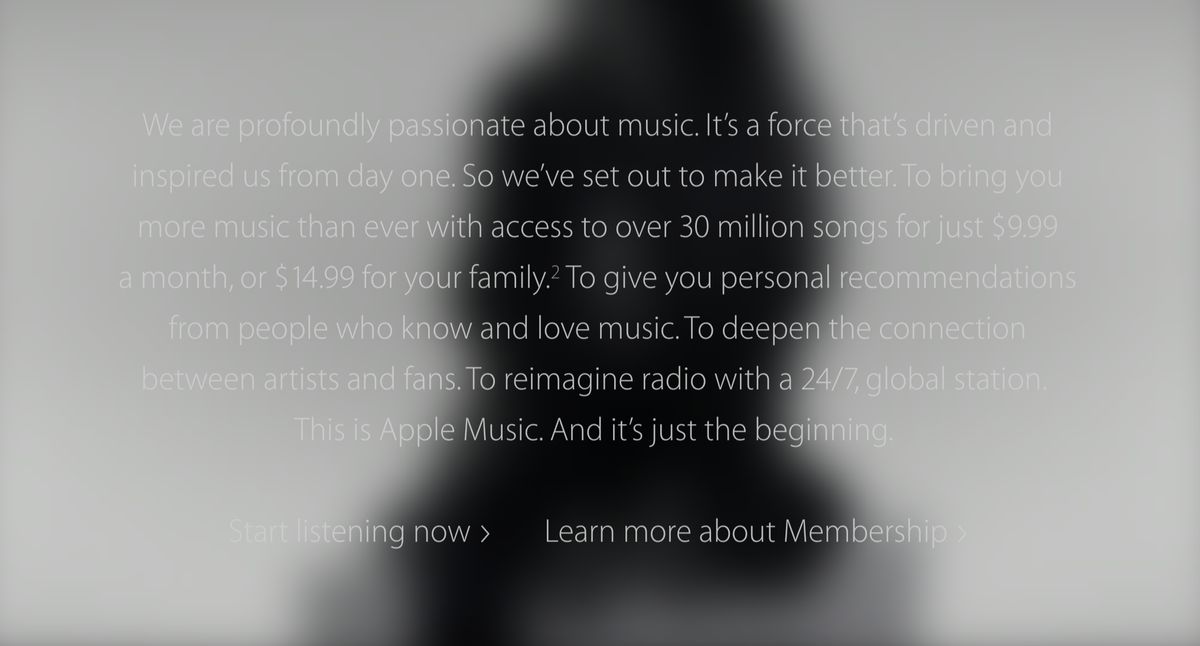 We are profoundly passionate about music. It’s a force that’s driven and
inspired us from day one. So we’ve set out to make it better. To bring you
more music than ever with access to over 30 million songs for just $9.99
a month, or $14.99 for your family.² To give you personal recommendations
from people who know and love music. To deepen the connection
between artists and fans. To reimagine radio with a 24/7, global station.
This is Apple Music. And it’s just the beginning.
Start listening now › Learn more about Membership ›